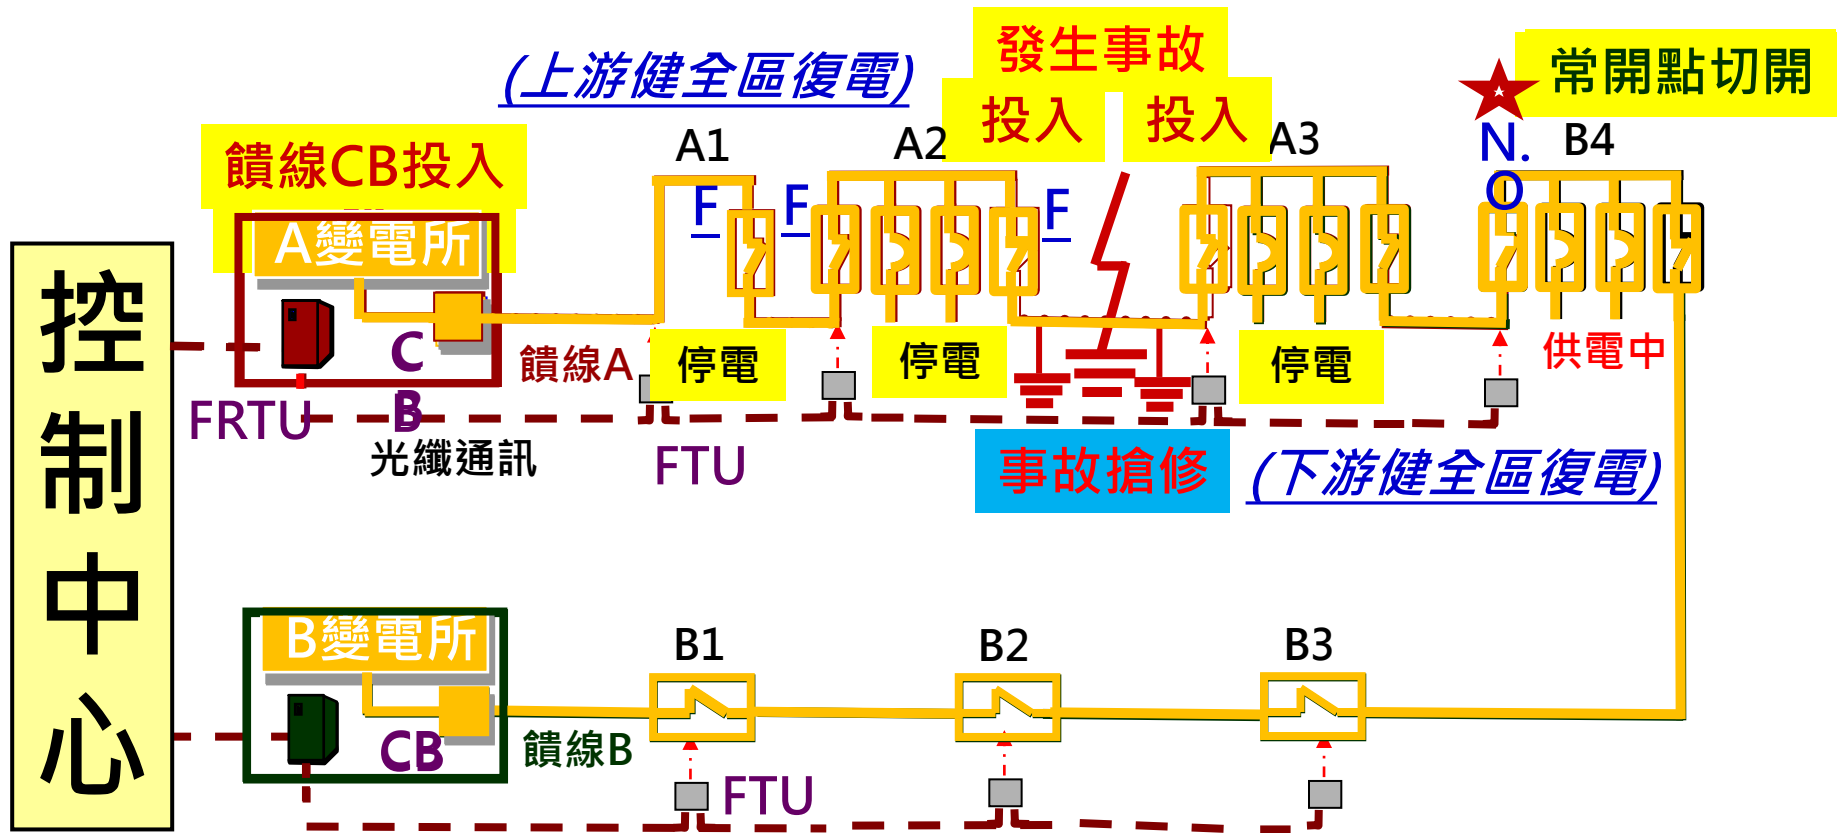 發生事故
(上游健全區復電)
常開點切開
投入
投入
A1
A2
A3
N.
O
B4
饋線CB投入
F
F
F
A變電所
控
制
中
心
C
B
饋線A
停電
停電
停電
供電中
FRTU
光纖通訊
FTU
事故搶修
(下游健全區復電)
B變電所
B1
B2
B3
CB
饋線B
FTU